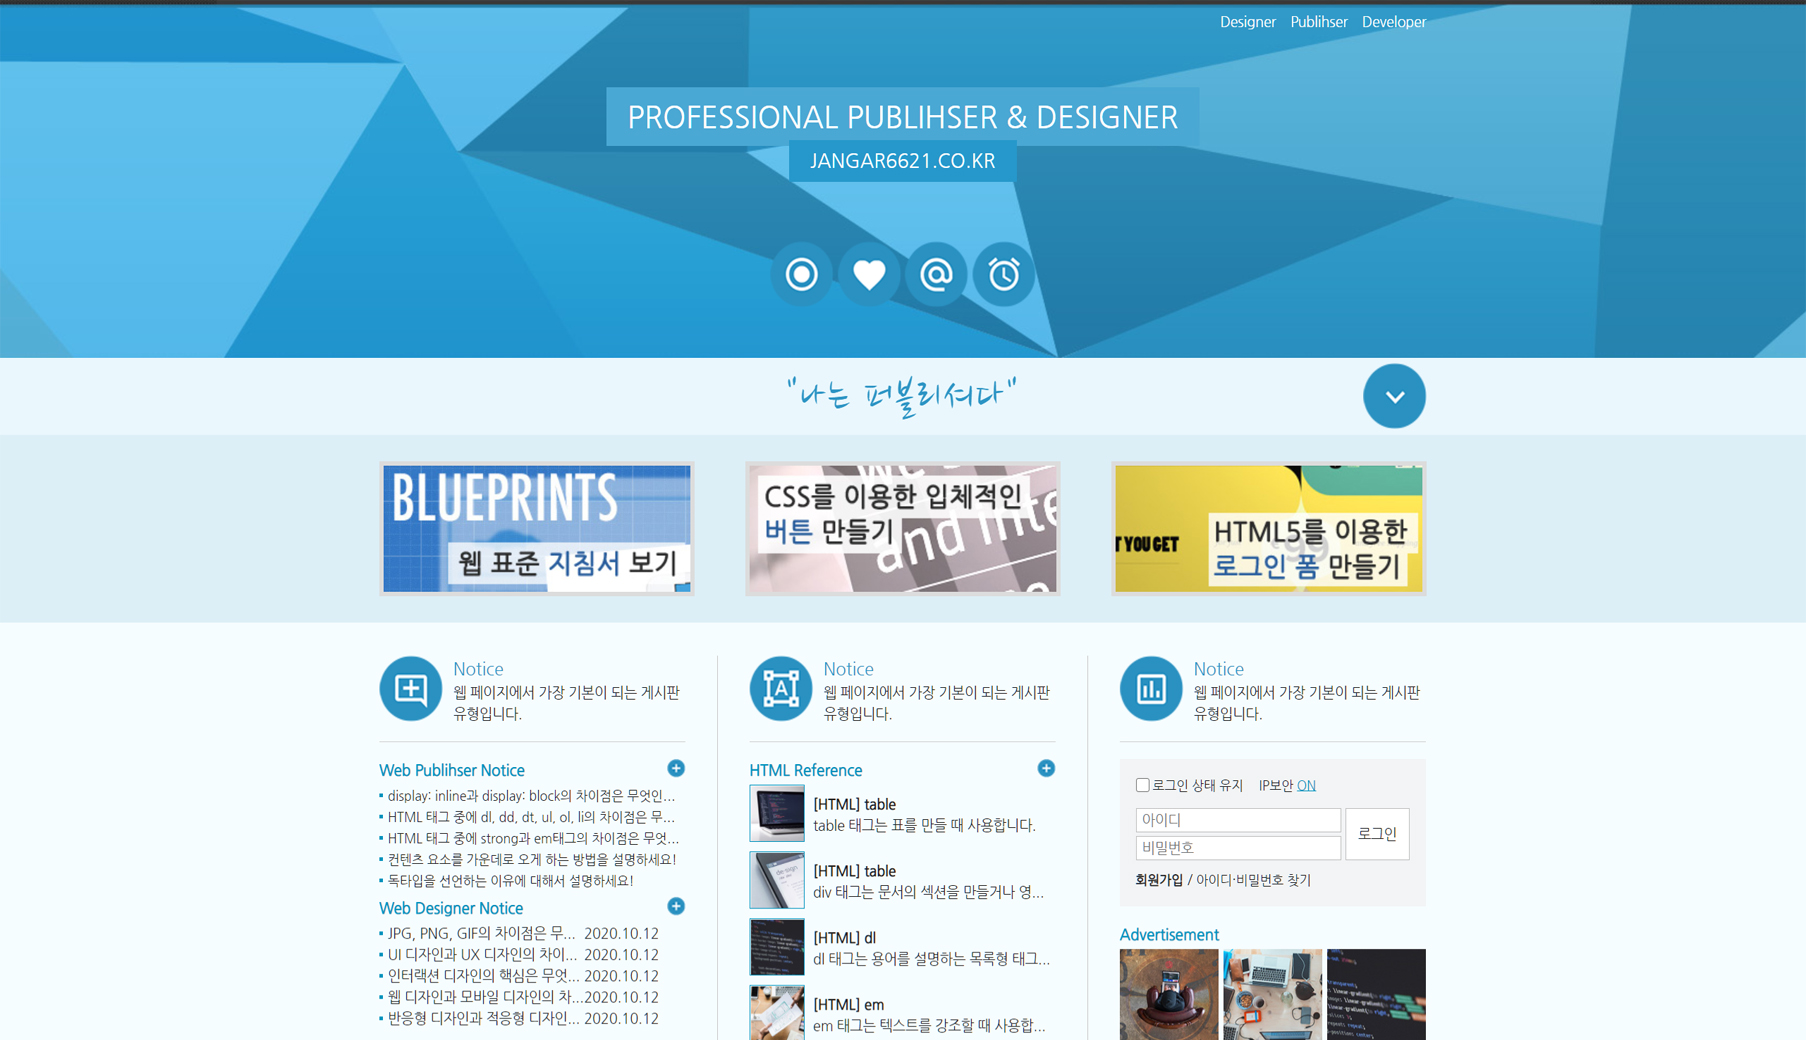 Designer Publihser Developer
PROFESSIONAL PUBLIHSER & DESIGNER
JANGAR6621.CO.KR
"나는 퍼블리셔다"
BLUEPRINTS
웹 표준 지침서 보기
CSS를 이용한 입체적인
버튼 만들기
and inte
T YOU GET
HTML5를 이용한
로그인 폼 만들기
Notice
웹 페이지에서 가장 기본이 되는 게시판
유형입니다.
Web Publihser Notice
display: inline과 display: block의 차이점은 무엇인...
HTML 태그 중에 dl, dd, dt, ul, ol, li의 차이점은 무...
HTML 태그 중에 strong과 em태그의 차이점은 무엇...
컨텐츠 요소를 가운데로 오게 하는 방법을 설명하세요!
독타입을 선언하는 이유에 대해서 설명하세요!
Web Designer Notice
JPG, PNG, GIF의 차이점은 무... 2020.10.12
UI 디자인과 UX 디자인의 차이... 2020.10.12
인터랙션 디자인의 핵심은 무엇... 2020.10.12
웹 디자인과 모바일 디자인의 차... 2020.10.12
반응형 디자인과 적응형 디자인... 2020.10.12
Notice
웹 페이지에서 가장 기본이 되는 게시판
유형입니다.
HTML Reference
[HTML] table
table 태그는 표를 만들 때 사용합니다.
[HTML] table
div 태그는 문서의 섹션을 만들거나 영...
[HTML] dl
dl 태그는 용어를 설명하는 목록형 태그...
[HTML] em
em 태그는 텍스트를 강조할 때 사용합...
Notice
웹 페이지에서 가장 기본이 되는 게시판
유형입니다.
로그인 상태 유지 IP보안 ON
아이디
비밀번호
로그인
회원가입 / 아이디·비밀번호 찾기
Advertisement